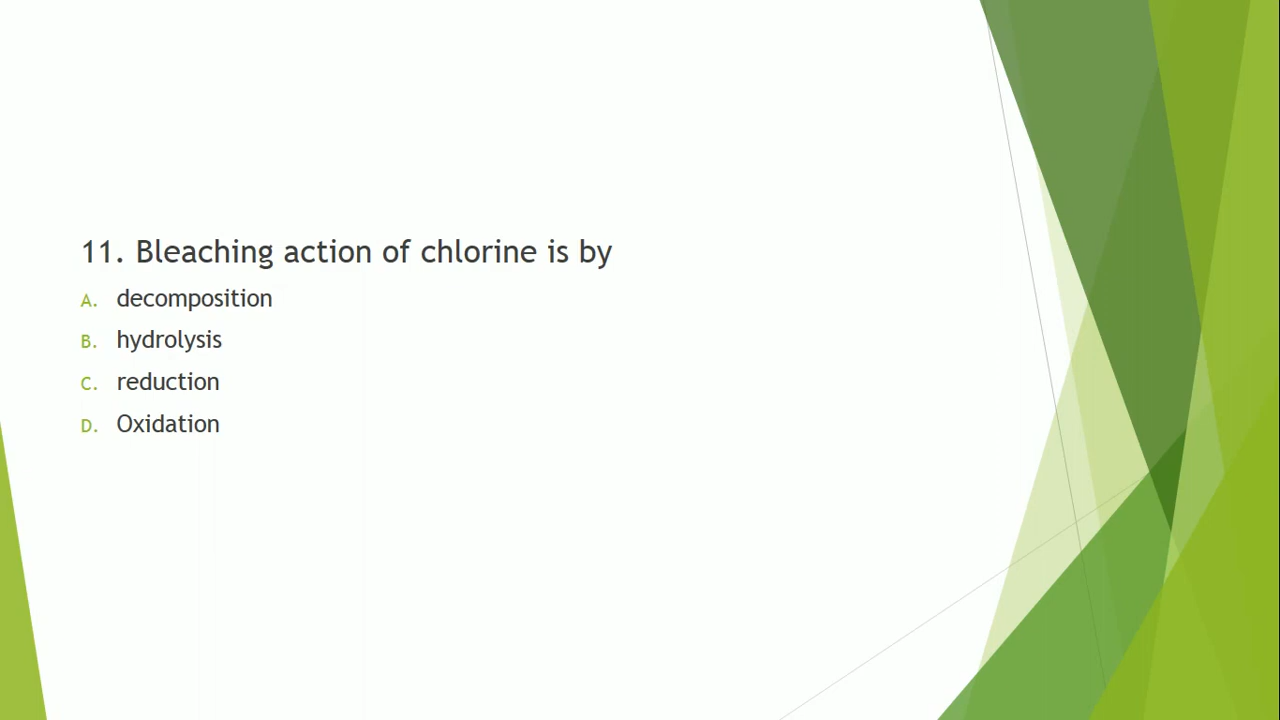 11. Bleaching action of chlorine is by
A. decomposition
B. hydrolysis
C. reduction
D. Oxidation